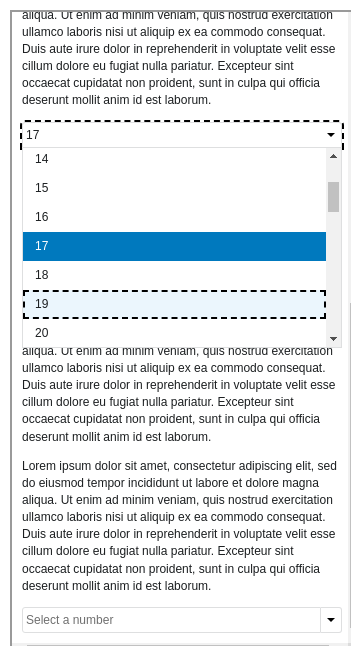 aliqua. Ut enim ad minim veniam, quis nostrud exercitation
ullamco laboris nisi ut aliquip ex ea commodo consequat.
Duis aute irure dolor in reprehenderit in voluptate velit esse
cillum dolore eu fugiat nulla pariatur. Excepteur sint
occaecat cupidatat non proident, sunt in culpa qui officia
deserunt mollit anim id est laborum.
17
14
15
16
17
18
19
20
aliqua. Ut enim ad minim veniam, quis nostrud exercitation
ullamco laboris nisi ut aliquip ex ea commodo consequat.
Duis aute irure dolor in reprehenderit in voluptate velit esse
cillum dolore eu fugiat nulla pariatur. Excepteur sint
occaecat cupidatat non proident, sunt in culpa qui officia
deserunt mollit anim id est laborum.
Lorem ipsum dolor sit amet, consectetur adipiscing elit, sed
do eiusmod tempor incididunt ut labore et dolore magna
aliqua. Ut enim ad minim veniam, quis nostrud exercitation
ullamco laboris nisi ut aliquip ex ea commodo consequat.
Duis aute irure dolor in reprehenderit in voluptate velit esse
cillum dolore eu fugiat nulla pariatur. Excepteur sint
occaecat cupidatat non proident, sunt in culpa qui officia
deserunt mollit anim id est laborum.
Select a number